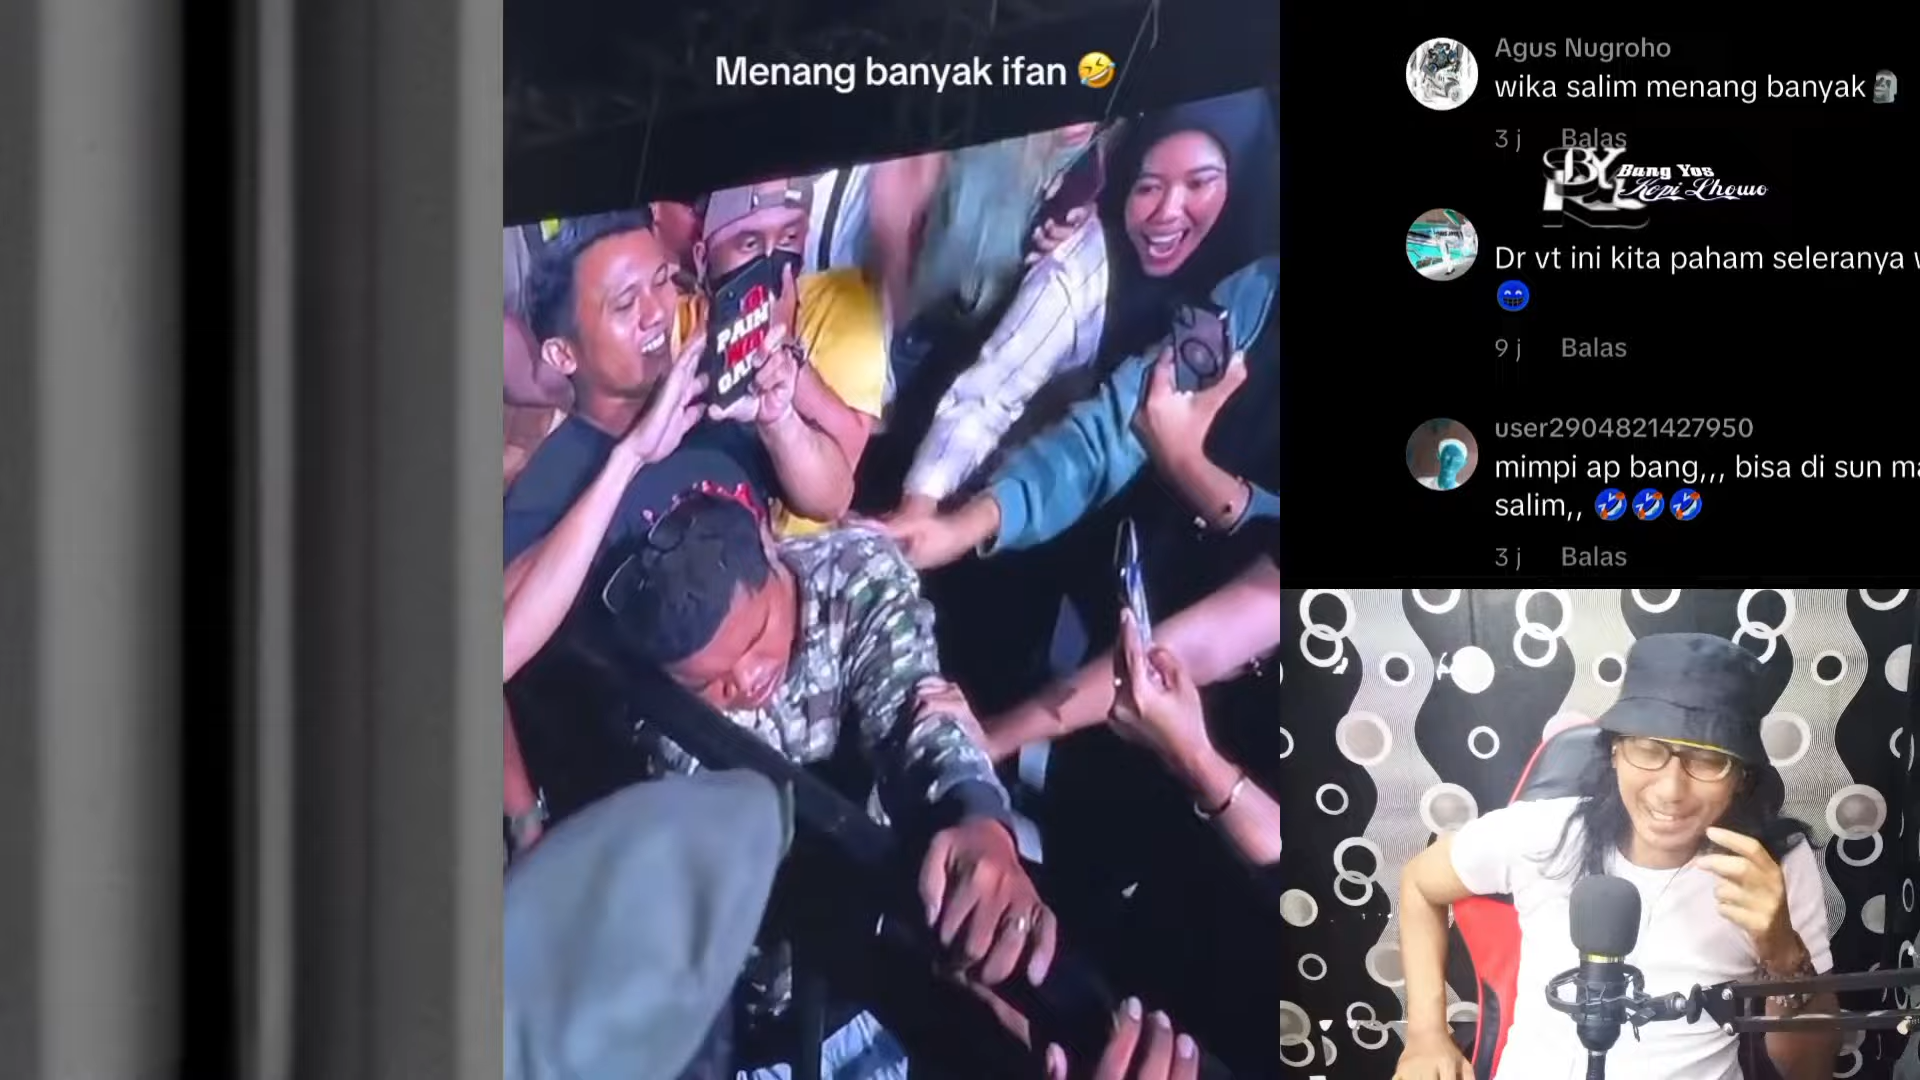 Menang banyak ifan 🤣
PAIN
Agus Nugroho
wika salim menang banyak🗿
3 j Balas
BY Bang Yos
Kopi Lhowo
Dr vt ini kita paham seleranya
😁
9 j Balas
user2904821427950
mimpi ap bang,,, bisa di sun
salim,, 🤣🤣🤣
3 j Balas